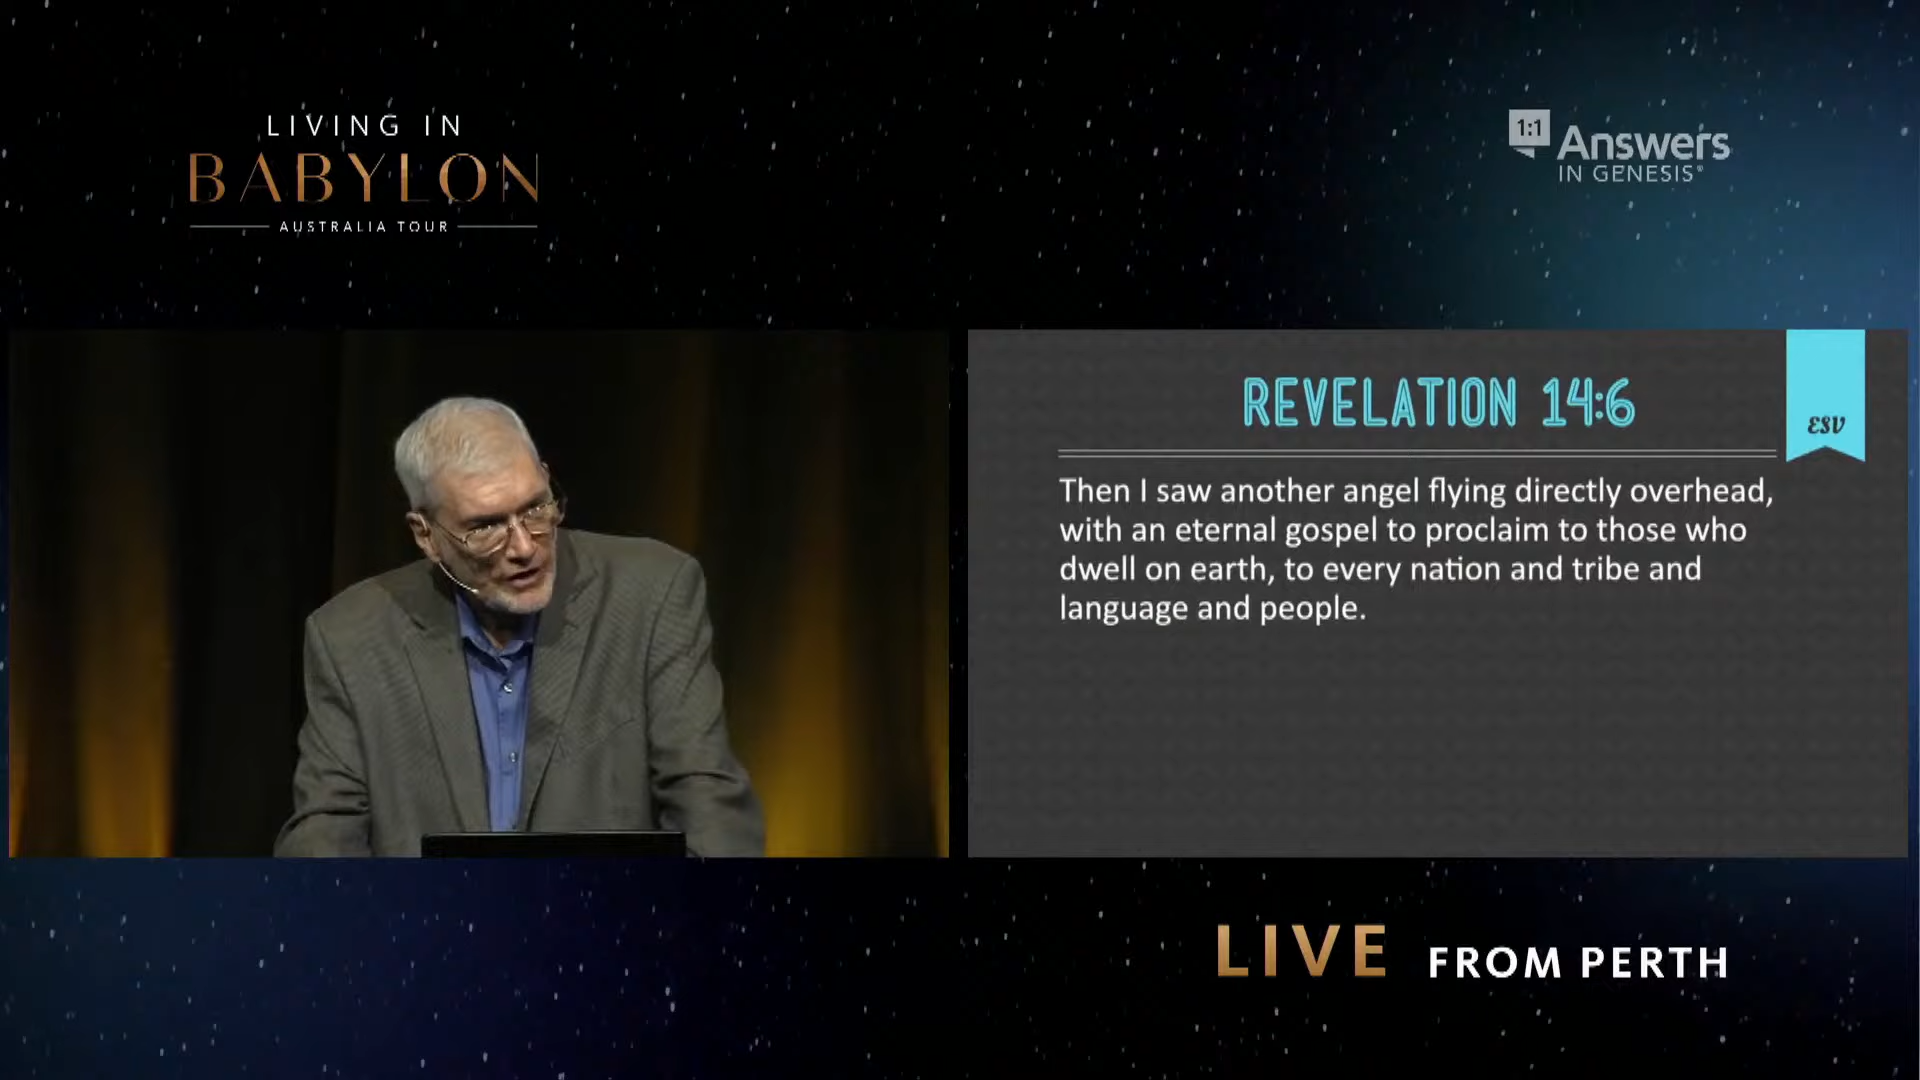 LIVING IN
BABYLON
AUSTRALIA TOUR
1:1
Answers
IN GENESIS®
REVELATION 14:6
ESV
Then I saw another angel flying directly overhead,
with an eternal gospel to proclaim to those who
dwell on earth, to every nation and tribe and
language and people.
LIVE FROM PERTH